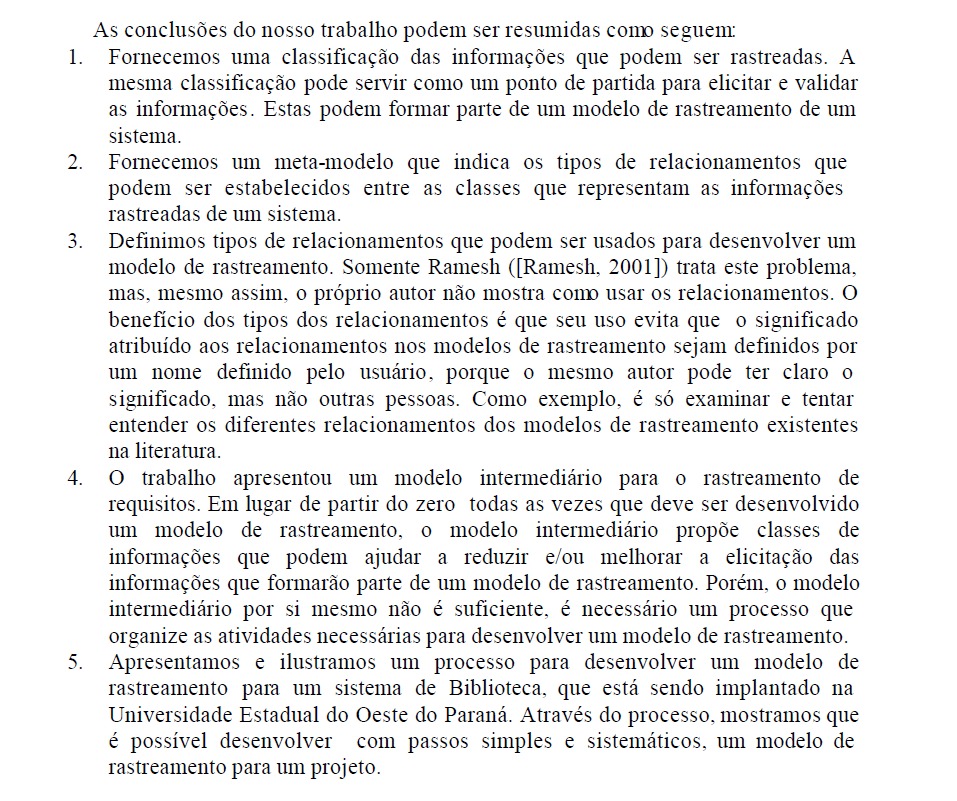 As conclusões do nosso trabalho podem ser resumidas como seguem:
1. Fornecemos uma classificação das informações que podem ser rastreadas. A
mesma classificação pode servir como um ponto de partida para elicitar e validar
as informações. Estas podem formar parte de um modelo de rastreamento de um
sistema.
2. Fornecemos um meta-modelo que indica os tipos de relacionamentos que
podem ser estabelecidos entre as classes que representam as informações
rastreadas de um sistema.
3. Definimos tipos de relacionamentos que podem ser usados para desenvolver um
modelo de rastreamento. Somente Ramesh ([Ramesh, 2001]) trata este problema,
mas, mesmo assim, o próprio autor não mostra como usar os relacionamentos. O
benefício dos tipos dos relacionamentos é que seu uso evita que o significado
atribuído aos relacionamentos nos modelos de rastreamento sejam definidos por
um nome definido pelo usuário, porque o mesmo autor pode ter claro o
significado, mas não outras pessoas. Como exemplo, é só examinar e tentar
entender os diferentes relacionamentos dos modelos de rastreamento existentes
na literatura.
4. O trabalho apresentou um modelo intermediário para o rastreamento de
requisitos. Em lugar de partir do zero todas as vezes que deve ser desenvolvido
um modelo de rastreamento, o modelo intermediário propõe classes de
informações que podem ajudar a reduzir e/ou melhorar a elicitação das
informações que formarão parte de um modelo de rastreamento. Porém, o modelo
intermediário por si mesmo não é suficiente, é necessário um processo que
organize as atividades necessárias para desenvolver um modelo de rastreamento.
5. Apresentamos e ilustramos um processo para desenvolver um modelo de
rastreamento para um sistema de Biblioteca, que está sendo implantado na
Universidade Estadual do Oeste do Paraná. Através do processo, mostramos que
é possível desenvolver com passos simples e sistemáticos, um modelo de
rastreamento para um projeto.